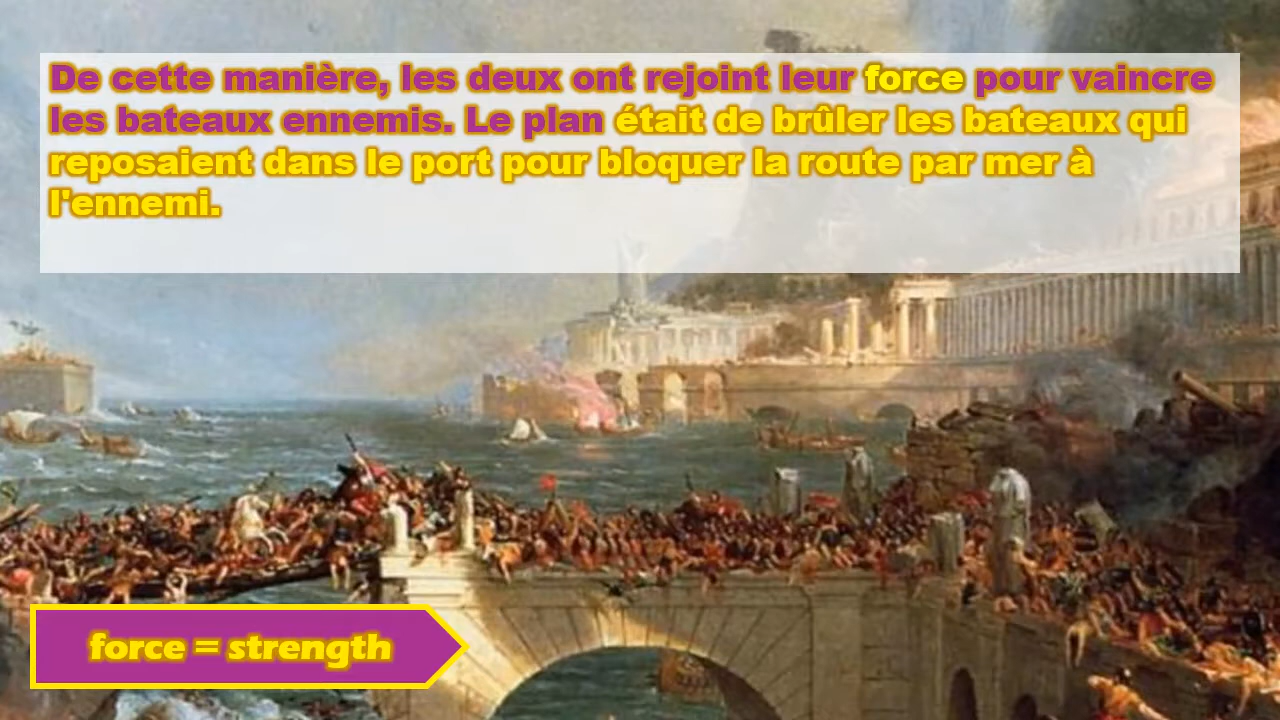 De cette manière, les deux ont rejoint leur force pour vaincre
les bateaux ennemis. Le plan était de brûler les bateaux qui
reposaient dans le port pour bloquer la route par mer à
l'ennemi.
force = strength